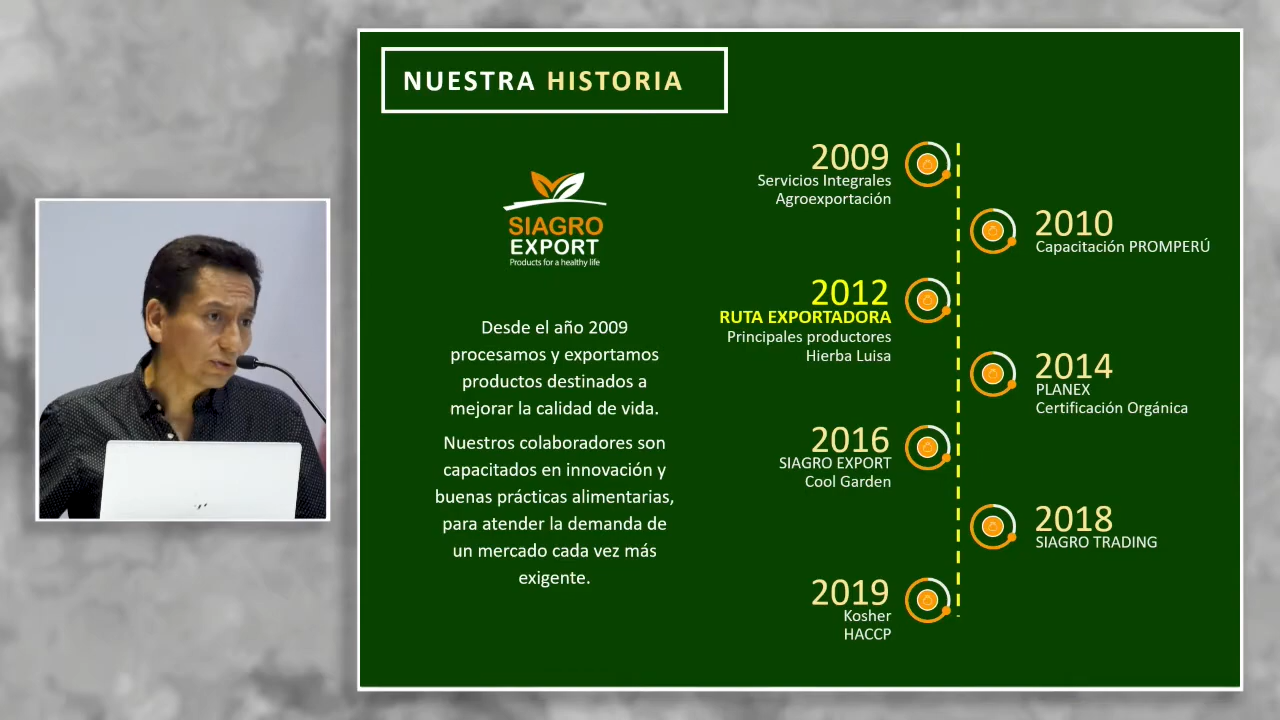 NUESTRA HISTORIA
SIAGRO
EXPORT
Products for a healthy life
Desde el año 2009
procesamos y exportamos
productos destinados a
mejorar la calidad de vida.
Nuestros colaboradores son
capacitados en innovación y
buenas prácticas alimentarias,
para atender la demanda de
un mercado cada vez más
exigente.
2009
Servicios Integrales
Agroexportación
2010
Capacitación PROMPERÚ
2012
RUTA EXPORTADORA
Principales productores
Hierba Luisa
2014
PLANEX
Certificación Orgánica
2016
SIAGRO EXPORT
Cool Garden
2018
SIAGRO TRADING
2019
Kosher
HACCP